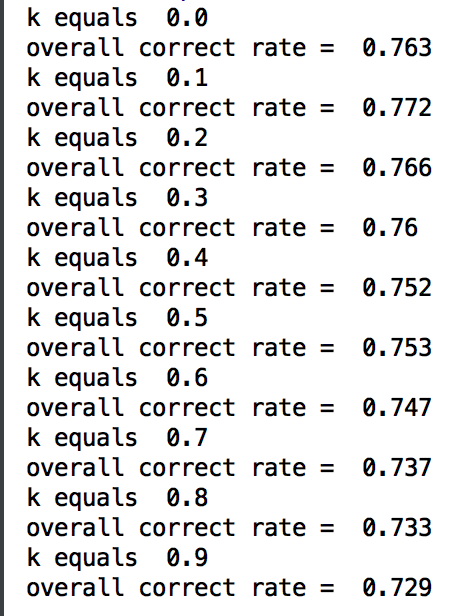 k equals  0.0
overall correct rate =  0.763
k equals  0.1
overall correct rate =  0.772
k equals  0.2
overall correct rate =  0.766
k equals  0.3
overall correct rate =  0.76
k equals  0.4
overall correct rate =  0.752
k equals  0.5
overall correct rate =  0.753
k equals  0.6
overall correct rate =  0.747
k equals  0.7
overall correct rate =  0.737
k equals  0.8
overall correct rate =  0.733
k equals  0.9
overall correct rate =  0.729